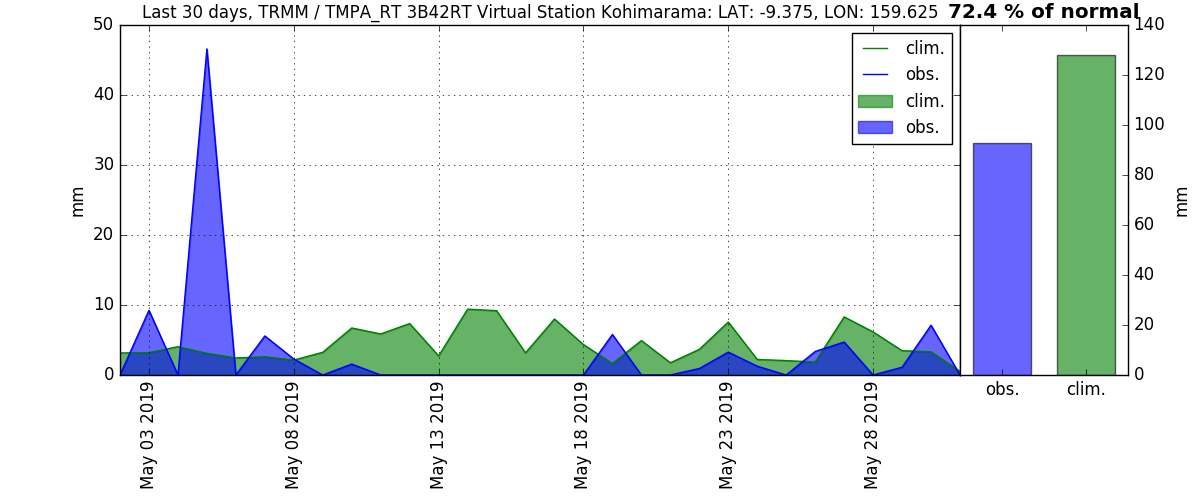 Last 30 days, TRMM / TMPA_RT 3B42RT Virtual Station Kohimarama: LAT: -9.375, LON: 159.625 72.4 % of normal
50
40
30
20
10
0
mm
clim.
obs.
clim.
obs.
May 03 2019
May 08 2019
May 13 2019
May 18 2019
May 23 2019
May 28 2019
140
120
100
80
60
40
20
0
mm
obs. clim.